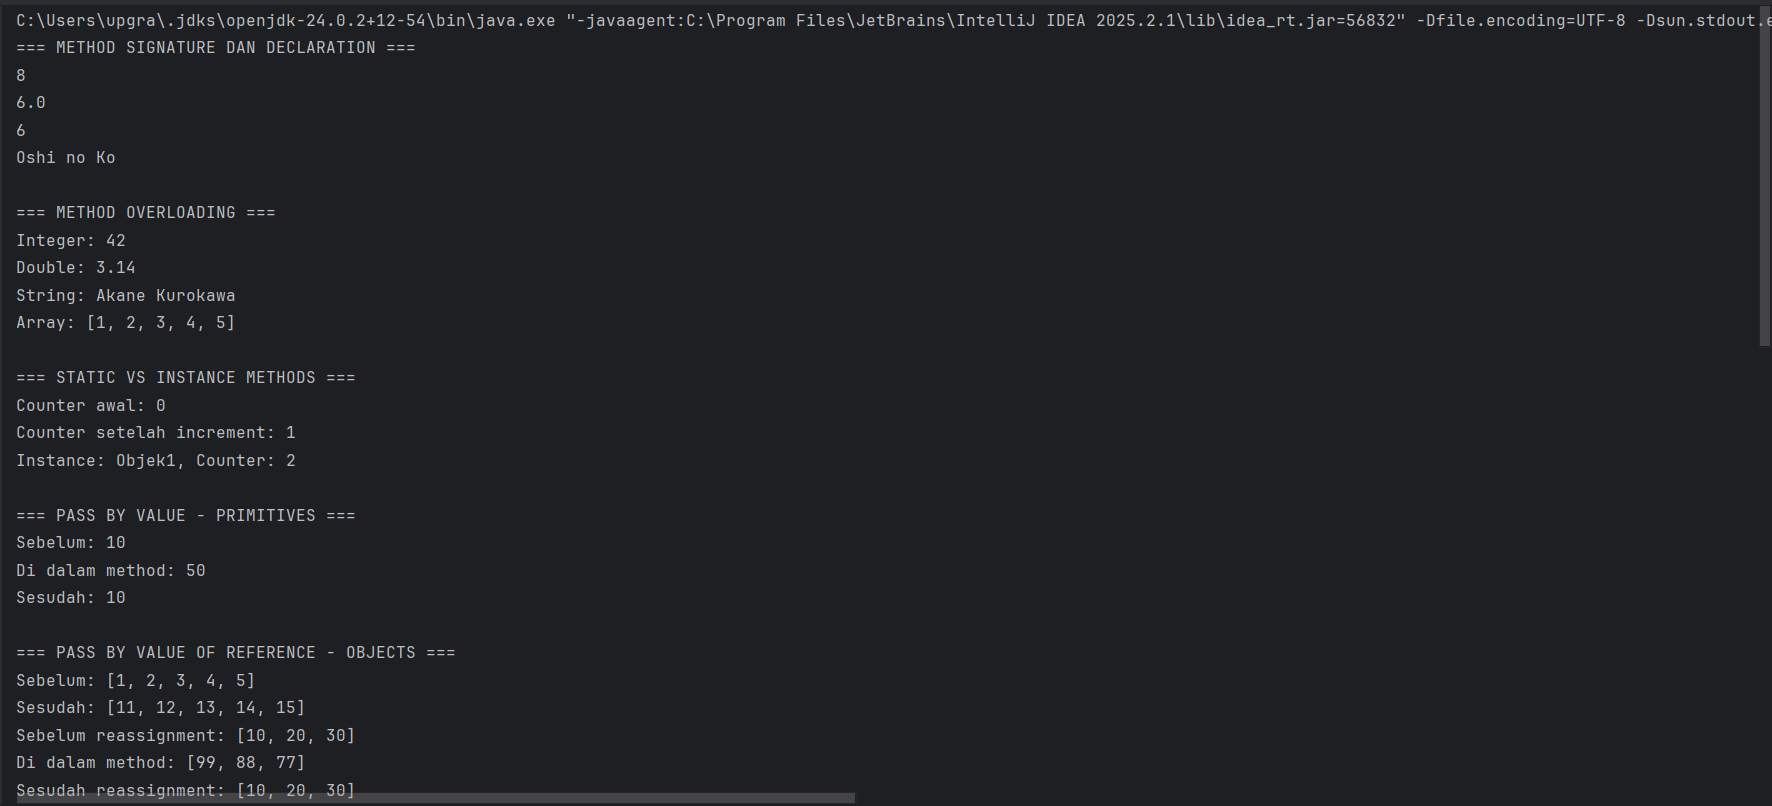 C:\Users\upgra\.jdks\openjdk-24.0.2+12-54\bin\java.exe "-javaagent:C:\Program Files\JetBrains\IntelliJ IDEA 2025.2.1\lib\idea_rt.jar=56832" -Dfile.encoding=UTF-8 -Dsun.stdout.e
=== METHOD SIGNATURE DAN DECLARATION ===
8
6.0
6
Oshi no Ko
=== METHOD OVERLOADING ===
Integer: 42
Double: 3.14
String: Akane Kurokawa
Array: [1, 2, 3, 4, 5]
=== STATIC VS INSTANCE METHODS ===
Counter awal: 0
Counter setelah increment: 1
Instance: Objek1, Counter: 2
=== PASS BY VALUE - PRIMITIVES ===
Sebelum: 10
Di dalam method: 50
Sesudah: 10
=== PASS BY VALUE OF REFERENCE - OBJECTS ===
Sebelum: [1, 2, 3, 4, 5]
Sesudah: [11, 12, 13, 14, 15]
Sebelum reassignment: [10, 20, 30]
Di dalam method: [99, 88, 77]
Sesudah reassignment: [10, 20, 30]